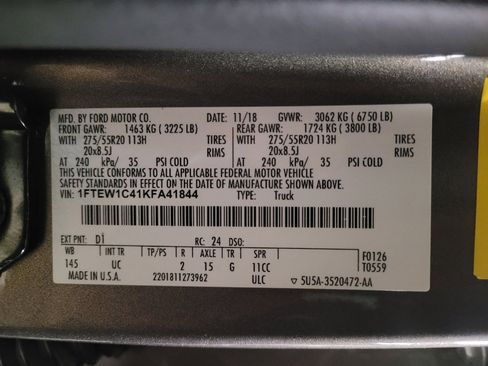 MFD. BY FORD MOTOR CO. 11/18 GVWR: 3062 KG ( 6750 LB)
FRONT GAWR: 1463 KG ( 3225 LB) REAR GAWR: 1724 KG ( 3800 LB)
WITH 275/55R20 113H TIRES WITH 275/55R20 113H TIRES
20x8.5J RIMS 20x8.5J RIMS
AT 240 kPa/ 35 PSI COLD AT 240 kPa/ 35 PSI COLD
THIS VEHICLE CONFORMS TO ALL APPLICABLE FEDERAL MOTOR VEHICLE
SAFETY STANDARDS IN EFFECT ON THE DATE OF MANUFACTURE SHOWN ABOVE.
VIN: 1FTEW1C41KFA41844 TYPE: Truck
EXT PNT: D1 RC: 24 DSO:
WB INT TR TP/PS R AXLE TR SPR F0126
145 UC 2 15 G 11CC T0559
MADE IN U.S.A. 2201811273962 ULC ▽ 5U5A-3520472-AA